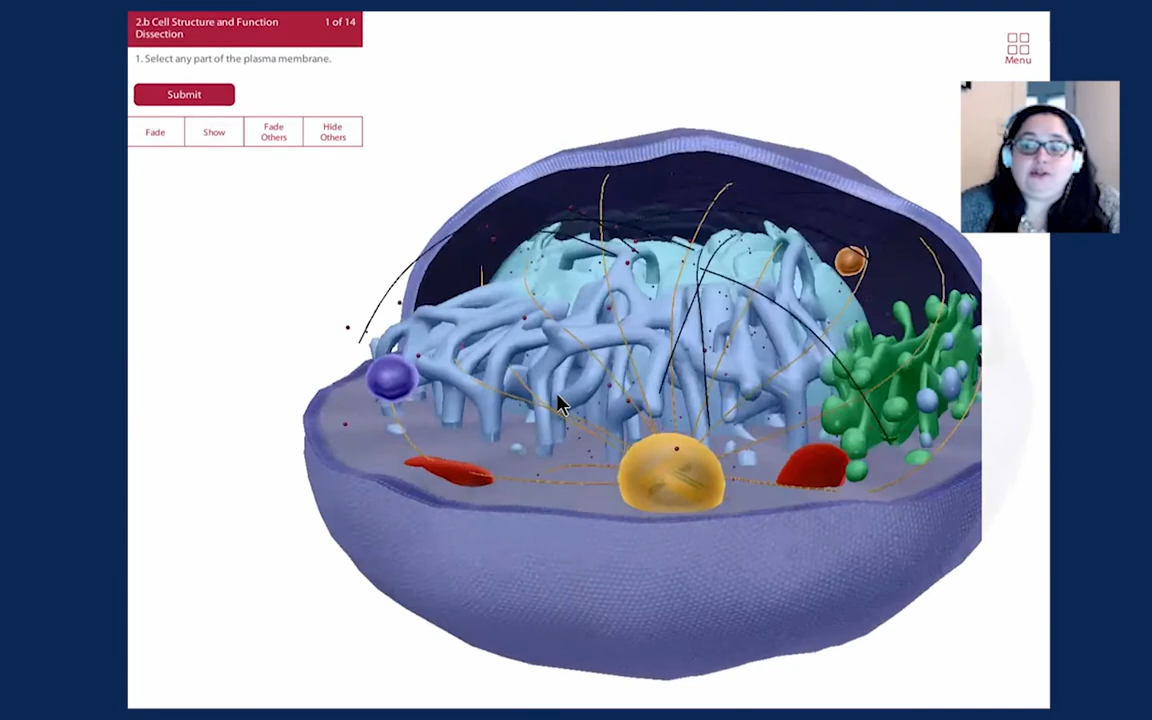 2.b Cell Structure and Function
Dissection
1 of 14
Menu
1. Select any part of the plasma membrane.
Submit
Fade
Show
Fade
Others
Hide
Others